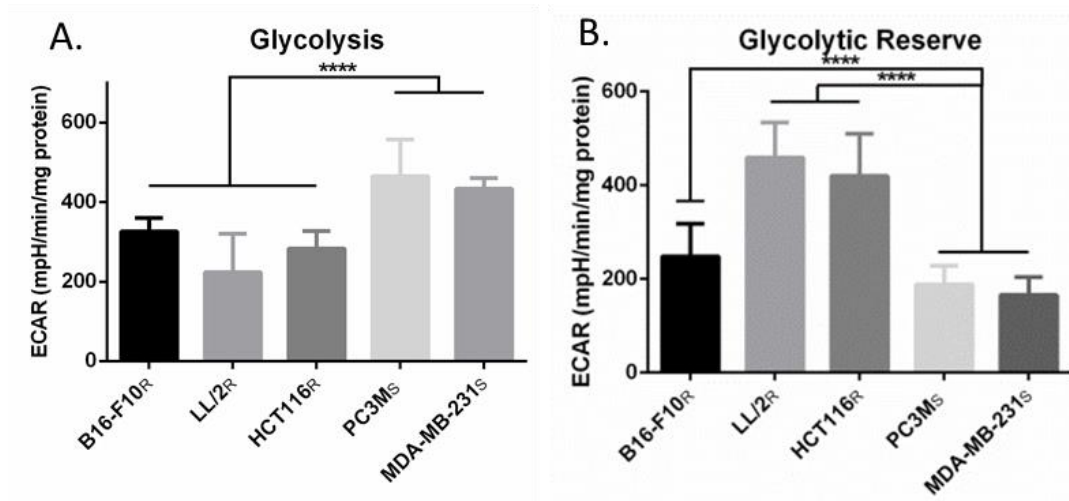 A.
Glycolysis
****
ECAR (mpH/min/mg protein)
600
400
200
0
B16-F10R
LL/2R
HCT116R
PC3MS
MDA-MB-231S
B.
Glycolytic Reserve
****
****
ECAR (mpH/min/mg protein)
600
400
200
0
B16-F10R
LL/2R
HCT116R
PC3MS
MDA-MB-231S